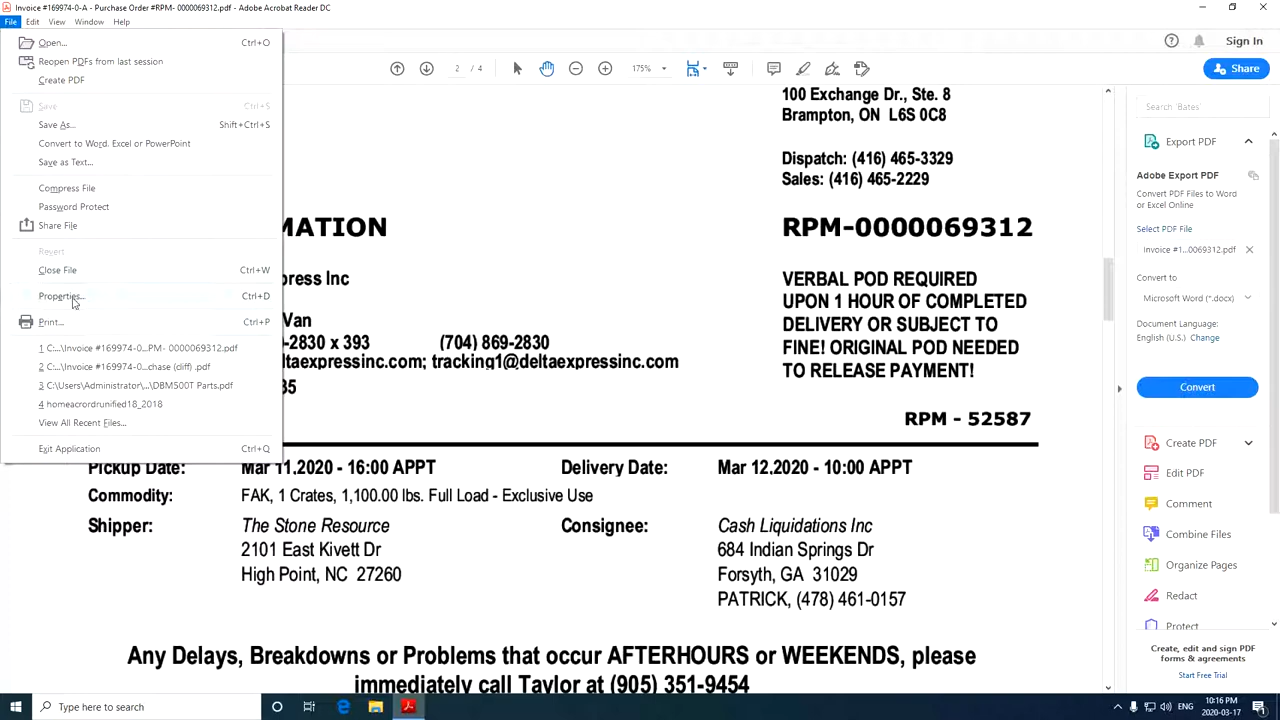 Invoice #169974-0-A - Purchase Order #RPM- 0000069312.pdf - Adobe Acrobat Reader DC
File Edit View Window Help
Open... Ctrl+O
Reopen PDFs from last session
Create PDF
Save Ctrl+S
Save As... Shift+Ctrl+S
Convert to Word, Excel or PowerPoint
Save as Text...
Compress File
Password Protect
Share File
Revert
Close File Ctrl+W
Properties... Ctrl+D
Print... Ctrl+P
1 C:...\Invoice #169974-0...PM- 0000069312.pdf
2 C:...\Invoice #169974-0...chase (cliff) .pdf
3 C:\Users\Administrator\...\DBM500T Parts.pdf
4 homeacrordrunified18_2018
View All Recent Files...
Exit Application Ctrl+Q
2 / 4
175%
Sign In
Share
100 Exchange Dr., Ste. 8
Brampton, ON L6S 0C8
Dispatch: (416) 465-3329
Sales: (416) 465-2229
MATION RPM-0000069312
press Inc
Van
9-2830 x 393 (704) 869-2830
ltaexpressinc.com; tracking1@deltaexpressinc.com
35
VERBAL POD REQUIRED
UPON 1 HOUR OF COMPLETED
DELIVERY OR SUBJECT TO
FINE! ORIGINAL POD NEEDED
TO RELEASE PAYMENT!
RPM - 52587
Pickup Date: Mar 11,2020 - 16:00 APPT Delivery Date: Mar 12,2020 - 10:00 APPT
Commodity: FAK, 1 Crates, 1,100.00 lbs. Full Load - Exclusive Use
Shipper: The Stone Resource Consignee: Cash Liquidations Inc
2101 East Kivett Dr 684 Indian Springs Dr
High Point, NC 27260 Forsyth, GA 31029
PATRICK, (478) 461-0157
Any Delays, Breakdowns or Problems that occur AFTERHOURS or WEEKENDS, please
immediately call Taylor at (905) 351-9454
Search 'Bates'
Export PDF
Adobe Export PDF
Convert PDF Files to Word
or Excel Online
Select PDF File
Invoice #1...0069312.pdf
Convert to
Microsoft Word (*.docx)
Document Language:
English (U.S.) Change
Convert
Create PDF
Edit PDF
Comment
Combine Files
Organize Pages
Redact
Protect
Create, edit and sign PDF
forms & agreements
Start Free Trial
Type here to search
ENG
10:16 PM
2020-03-17
1